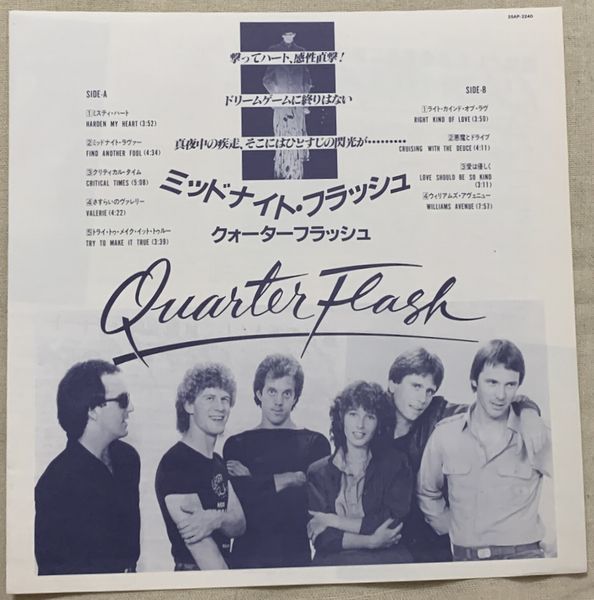 25AP-2240
撃ってハート、感性直撃!
ドリームゲームに終りはない
真夜中の疾走、そこにはひとすじの閃光が………
ミッドナイト・フラッシュ
クォーターフラッシュ
SIDE-A
1 ミスティ・ハート
HARDEN MY HEART (3:52)
2 ミッドナイト・ラヴァー
FIND ANOTHER FOOL (4:34)
3 クリティカル・タイム
CRITICAL TIMES (5:08)
4 さすらいのヴァレリー
VALERIE (4:22)
5 トライ・トゥ・メイク・イット・トゥルー
TRY TO MAKE IT TRUE (3:39)
SIDE-B
1 ライト・カインド・オブ・ラヴ
RIGHT KIND OF LOVE (3:50)
2 悪魔とドライブ
CRUISING WITH THE DEUCE (4:11)
3 愛は優しく
LOVE SHOULD BE SO KIND
(3:11)
4 ウィリアムズ・アヴェニュー
WILLIAMS AVENUE (7:57)
Quarterflash